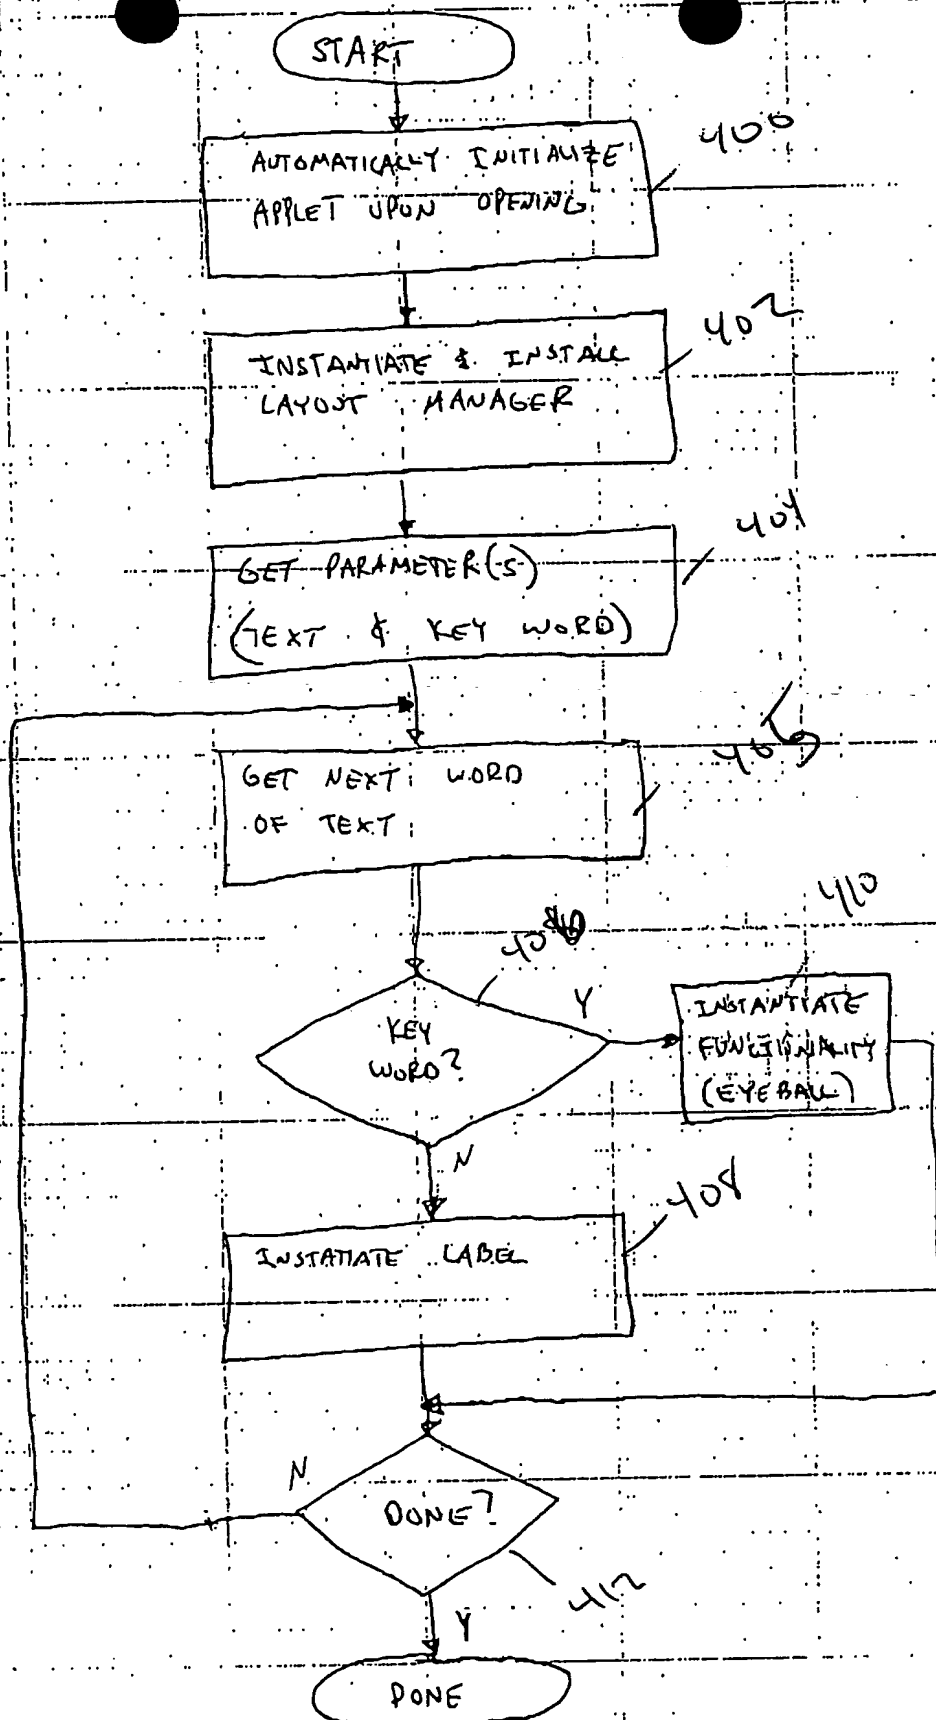 START
400
AUTOMATICALLY INITIALIZE
APPLET UPON OPENING
402
INSTANTIATE & INSTALL
LAYOUT MANAGER
404
GET PARAMETER(S)
(TEXT & KEY WORD)
406
GET NEXT WORD
OF TEXT
410
Y
KEY
WORD?
INSTANTIATE
FUNCTIONALITY
(EYEBALL)
N
408
INSTATIATE LABEL
N
DONE?
412
Y
DONE